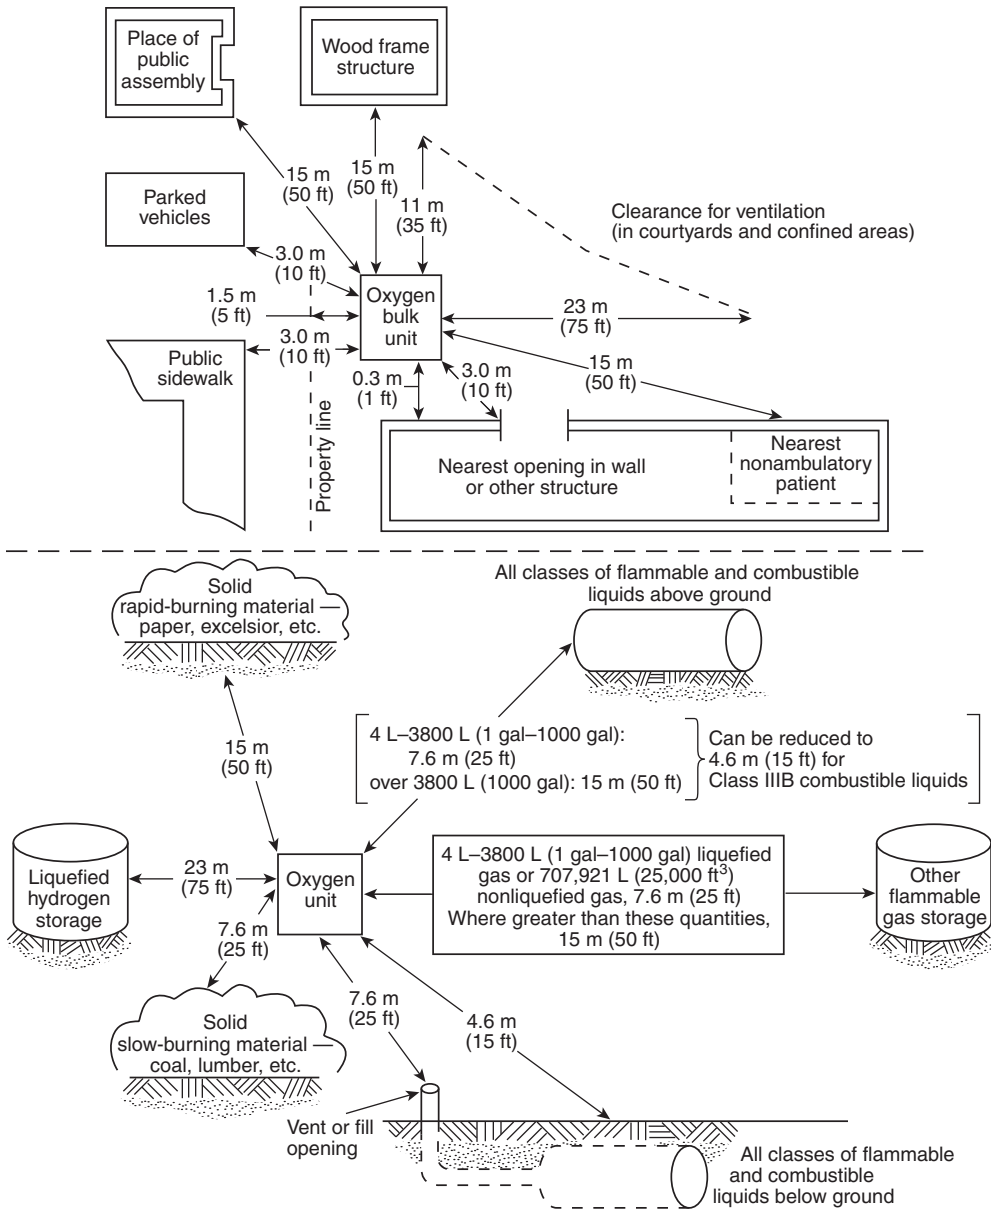 Place of
public
assembly
Wood frame
structure
15 m
(50 ft)
15 m
(50 ft)
11 m
(35 ft)
Parked
vehicles
Clearance for ventilation
(in courtyards and confined areas)
3.0 m
(10 ft)
1.5 m
(5 ft)
Oxygen
bulk
unit
23 m
(75 ft)
3.0 m
(10 ft)
Public
sidewalk
0.3 m
(1 ft)
3.0 m
(10 ft)
15 m
(50 ft)
Property line
Nearest opening in wall
or other structure
Nearest
nonambulatory
patient
Solid
rapid-burning material —
paper, excelsior, etc.
All classes of flammable and combustible
liquids above ground
15 m
(50 ft)
4 L–3800 L (1 gal–1000 gal):
7.6 m (25 ft)
over 3800 L (1000 gal): 15 m (50 ft)
Can be reduced to
4.6 m (15 ft) for
Class IIIB combustible liquids
Liquefied
hydrogen
storage
23 m
(75 ft)
Oxygen
unit
4 L–3800 L (1 gal–1000 gal) liquefied
gas or 707,921 L (25,000 ft³)
nonliquefied gas, 7.6 m (25 ft)
Where greater than these quantities,
15 m (50 ft)
Other
flammable
gas storage
7.6 m
(25 ft)
Solid
slow-burning material —
coal, lumber, etc.
7.6 m
(25 ft)
4.6 m
(15 ft)
Vent or fill
opening
All classes of flammable
and combustible
liquids below ground